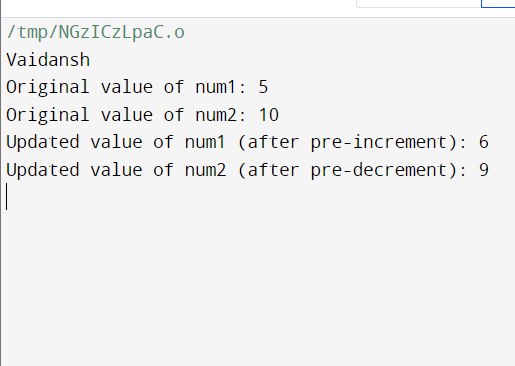 /tmp/NGzICzLpaC.o
Vaidansh
Original value of num1: 5
Original value of num2: 10
Updated value of num1 (after pre-increment): 6
Updated value of num2 (after pre-decrement): 9